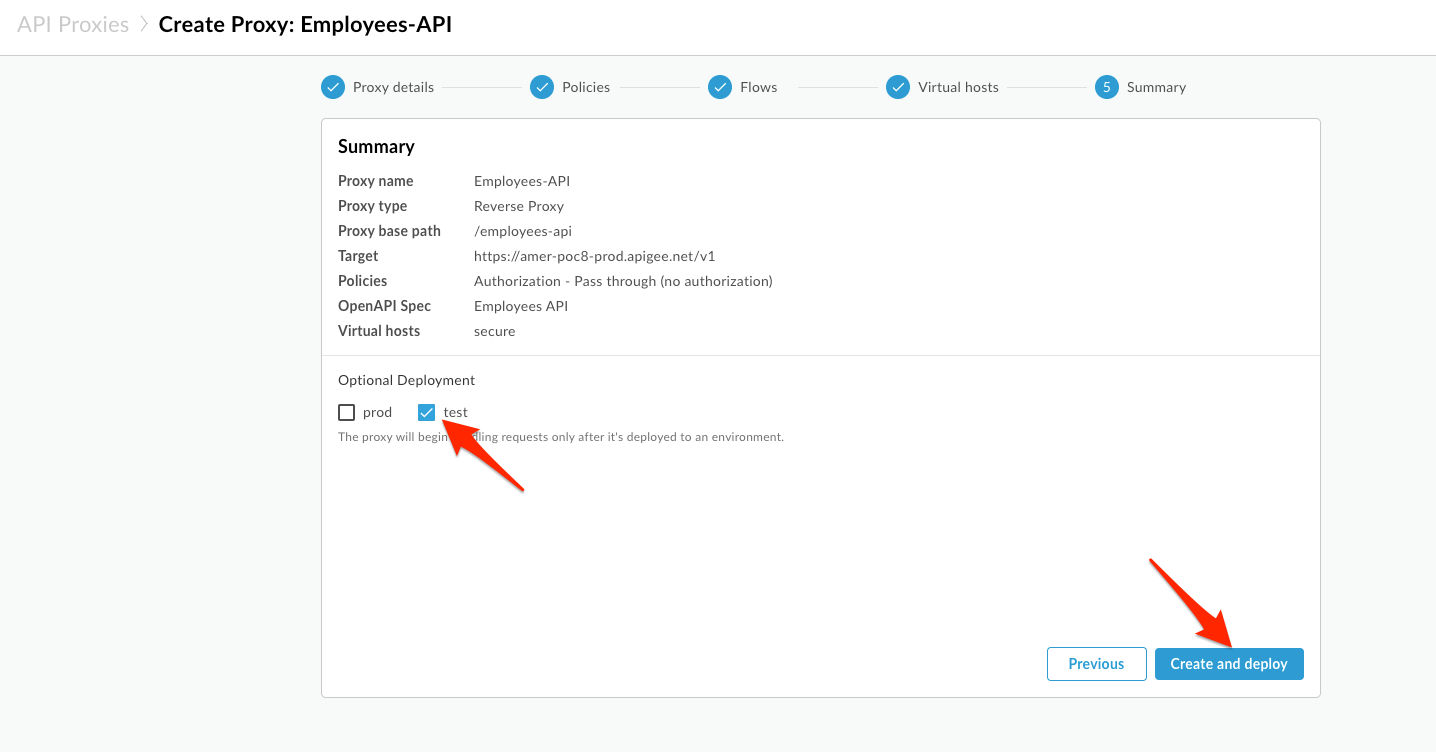 API Proxies > Create Proxy: Employees-API
Proxy details Policies Flows Virtual hosts 5 Summary
Summary
Proxy name Employees-API
Proxy type Reverse Proxy
Proxy base path /employees-api
Target https://amer-poc8-prod.apigee.net/v1
Policies Authorization - Pass through (no authorization)
OpenAPI Spec Employees API
Virtual hosts secure
Optional Deployment
prod test
The proxy will begin requests only after it's deployed to an environment.
Previous Create and deploy